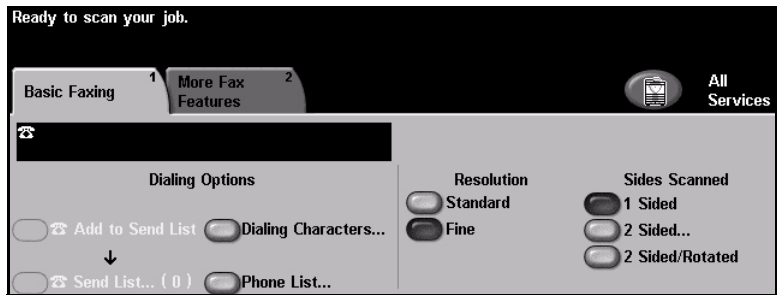 Ready to scan your job.
Basic Faxing 1
More Fax 2
Features
All
Services
Dialing Options
Add to Send List
Dialing Characters...
Send List... ( 0 )
Phone List...
Resolution
Standard
Fine
Sides Scanned
1 Sided
2 Sided...
2 Sided/Rotated